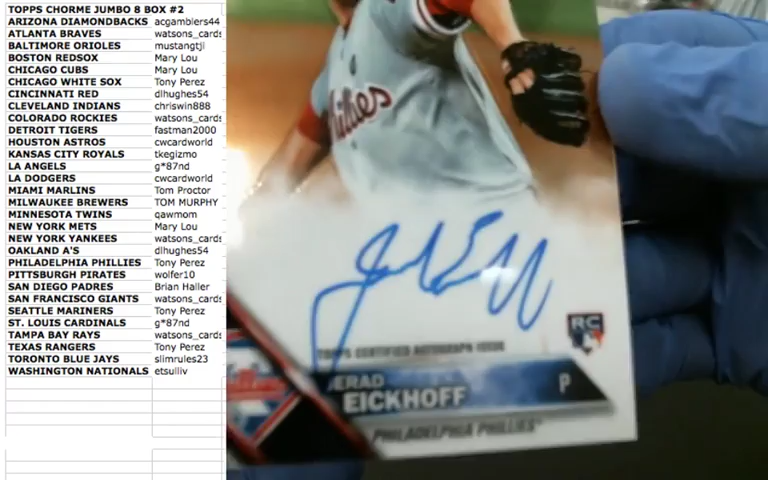 TOPPS CHORME JUMBO 8 BOX #2
ARIZONA DIAMONDBACKS acgamblers44
ATLANTA BRAVES watsons_cards
BALTIMORE ORIOLES mustangtji
BOSTON REDSOX Mary Lou
CHICAGO CUBS Mary Lou
CHICAGO WHITE SOX Tony Perez
CINCINNATI RED dlhughes54
CLEVELAND INDIANS chriswin888
COLORADO ROCKIES watsons_cards
DETROIT TIGERS fastman2000
HOUSTON ASTROS cwcardworld
KANSAS CITY ROYALS tkegizmo
LA ANGELS g*87nd
LA DODGERS cwcardworld
MIAMI MARLINS Tom Proctor
MILWAUKEE BREWERS TOM MURPHY
MINNESOTA TWINS qawmom
NEW YORK METS Mary Lou
NEW YORK YANKEES watsons_cards
OAKLAND A'S dlhughes54
PHILADELPHIA PHILLIES Tony Perez
PITTSBURGH PIRATES wolfer10
SAN DIEGO PADRES Brian Haller
SAN FRANCISCO GIANTS watsons_cards
SEATTLE MARINERS Tony Perez
ST. LOUIS CARDINALS g*87nd
TAMPA BAY RAYS watsons_cards
TEXAS RANGERS Tony Perez
TORONTO BLUE JAYS slimrules23
WASHINGTON NATIONALS etsulliv
Phillies
RC
TOPPS CERTIFIED AUTOGRAPH ISSUE
JERAD
EICKHOFF P
PHILADELPHIA PHILLIES